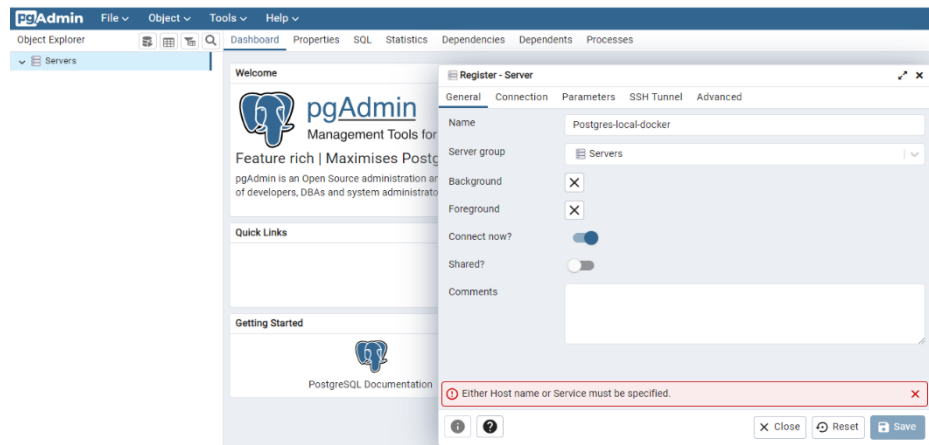 pgAdmin File Object Tools Help
Object Explorer
Dashboard Properties SQL Statistics Dependencies Dependents Processes
Servers
Welcome
pgAdmin
Management Tools for
Feature rich | Maximises Postg
pgAdmin is an Open Source administration an
of developers, DBAs and system administrato
Quick Links
Getting Started
PostgreSQL Documentation
Register - Server
General Connection Parameters SSH Tunnel Advanced
Name Postgres-local-docker
Server group Servers
Background
Foreground
Connect now?
Shared?
Comments
Either Host name or Service must be specified.
Close Reset Save